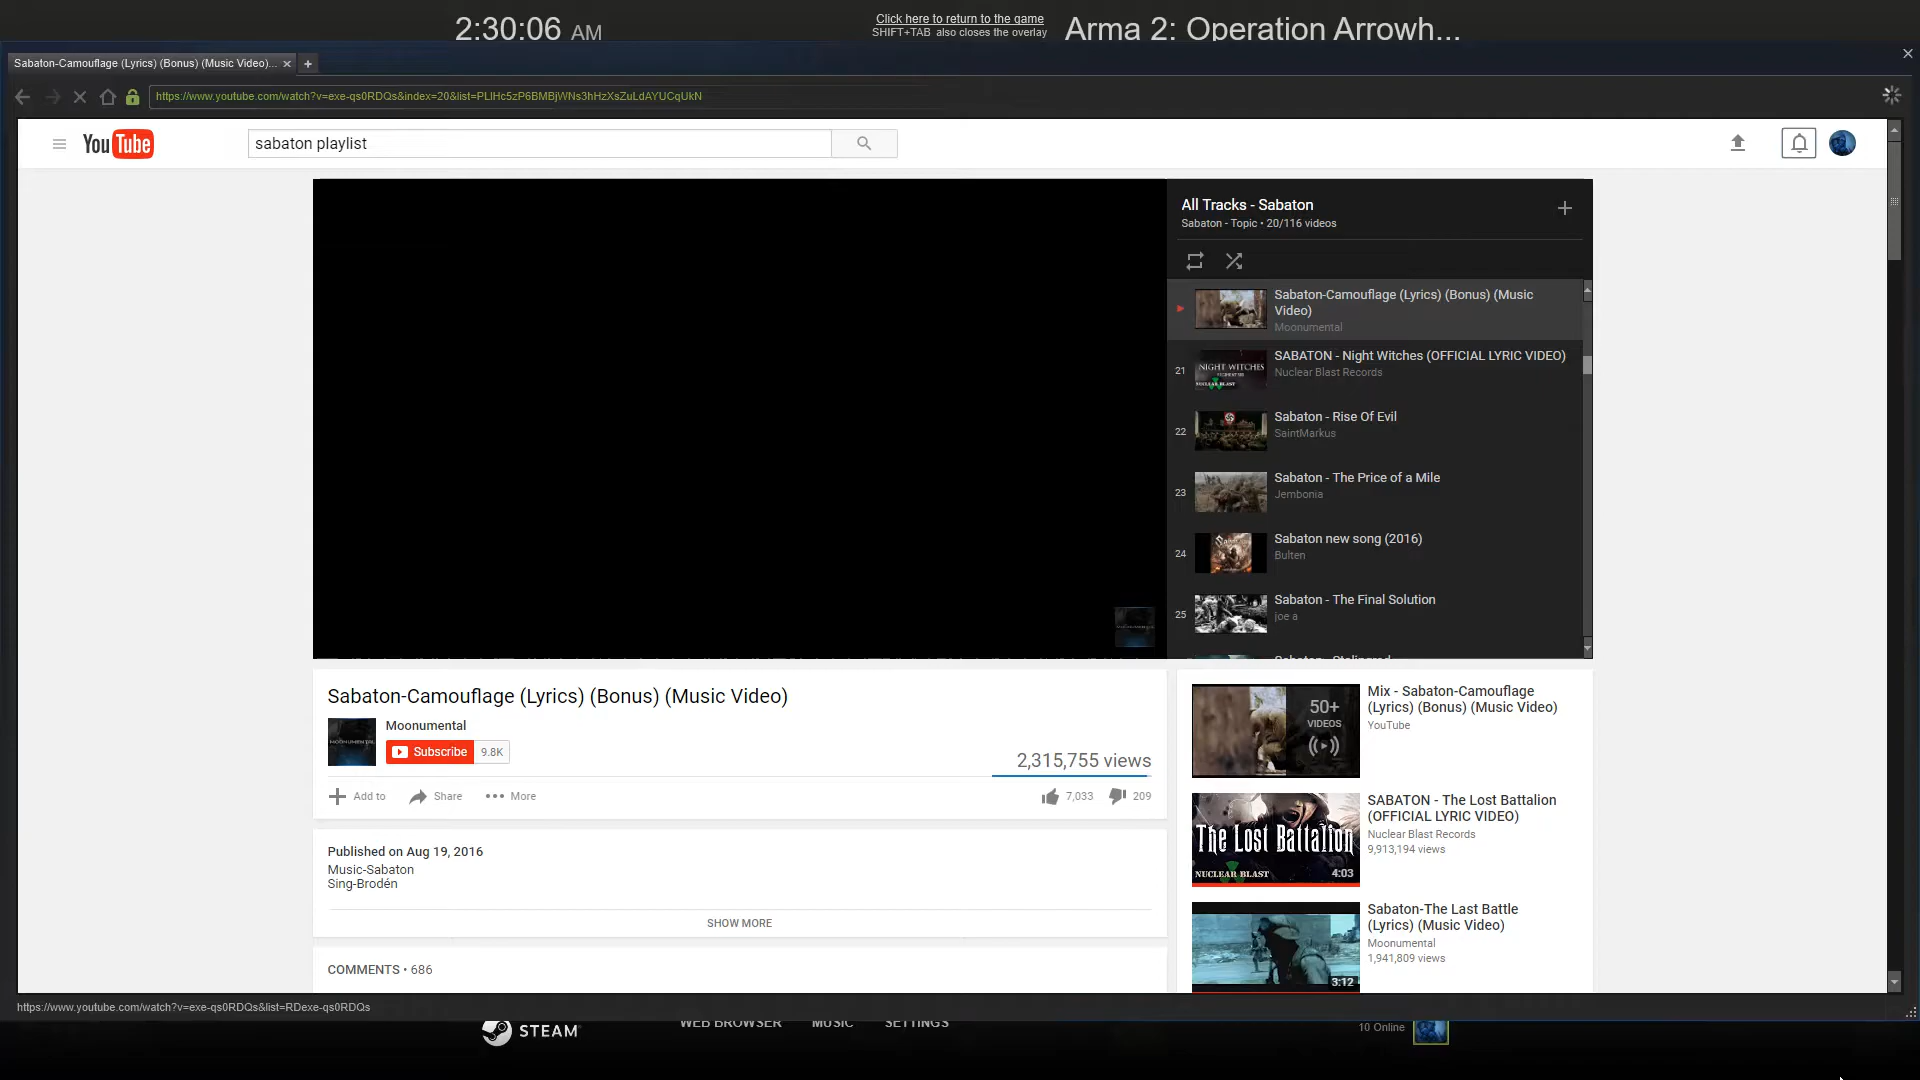 2:30:06 AM
Click here to return to the game
SHIFT+TAB also closes the overlay
Arma 2: Operation Arrowh...
Sabaton-Camouflage (Lyrics) (Bonus) (Music Video)...
https://www.youtube.com/watch?v=exe-qs0RDQs&index=20&list=PLIHc5zP6BMBjWNs3hHzXsZuLdAYUCqUkN
YouTube
sabaton playlist
All Tracks - Sabaton
Sabaton - Topic • 20/116 videos
Sabaton-Camouflage (Lyrics) (Bonus) (Music
Video)
Moonumental
21
NIGHT WITCHES
NUCLEAR BLAST
SABATON - Night Witches (OFFICIAL LYRIC VIDEO)
Nuclear Blast Records
22
Sabaton - Rise Of Evil
SaintMarkus
23
Sabaton - The Price of a Mile
Jembonia
24
Sabaton new song (2016)
Bulten
25
Sabaton - The Final Solution
joe a
Sabaton - Stalingrad
Sabaton-Camouflage (Lyrics) (Bonus) (Music Video)
MOONUMENTAL
Moonumental
Subscribe 9.8K
2,315,755 views
Add to Share More
7,033 209
Published on Aug 19, 2016
Music-Sabaton
Sing-Brodén
SHOW MORE
COMMENTS • 686
50+
VIDEOS
Mix - Sabaton-Camouflage
(Lyrics) (Bonus) (Music Video)
YouTube
The Lost Battalion
NUCLEAR BLAST
4:03
SABATON - The Lost Battalion
(OFFICIAL LYRIC VIDEO)
Nuclear Blast Records
9,913,194 views
3:12
Sabaton-The Last Battle
(Lyrics) (Music Video)
Moonumental
1,941,809 views
https://www.youtube.com/watch?v=exe-qs0RDQs&list=RDexe-qs0RDQs
STEAM
WEB BROWSER MUSIC SETTINGS
10 Online